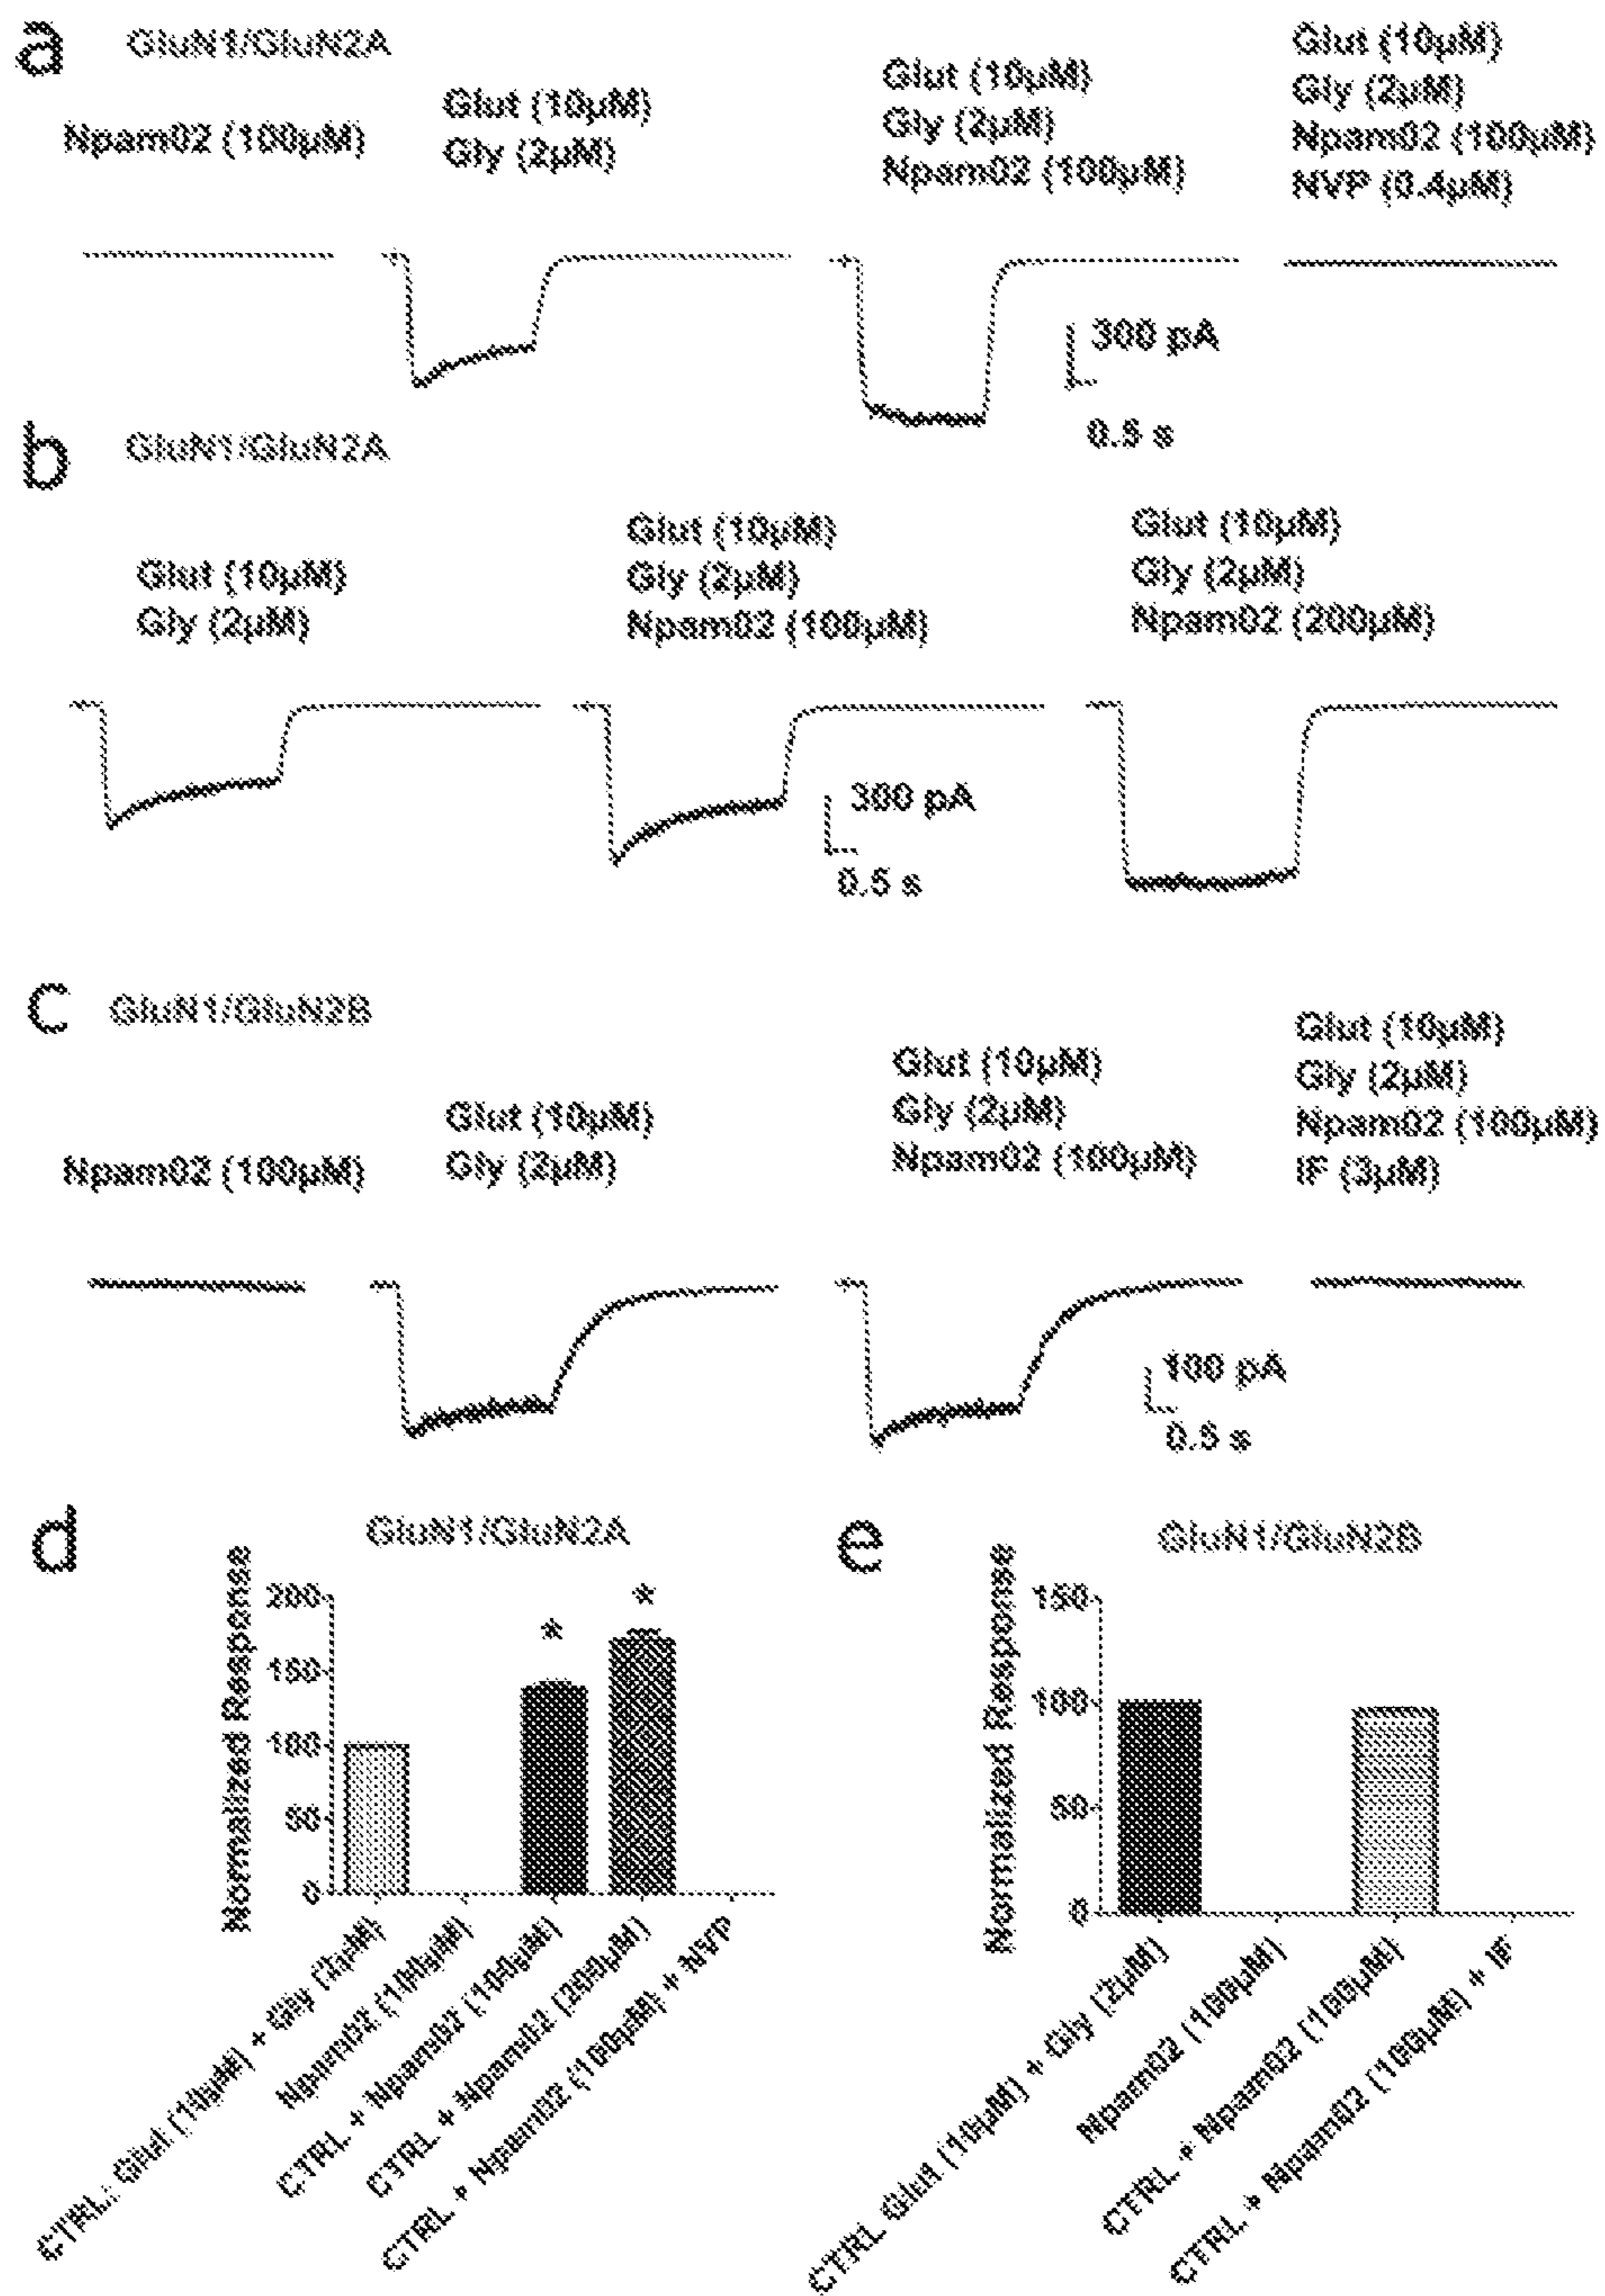 a
GluN1/GluN2A
Npam02 (100µM)
Glut (10µM)
Gly (2µM)
Glut (10µM)
Gly (2µM)
Npam02 (100µM)
Glut (10µM)
Gly (2µM)
Npam02 (100µM)
NVP (0.4µM)
300 pA
0.5 s
b
GluN1/GluN2A
Glut (10µM)
Gly (2µM)
Glut (10µM)
Gly (2µM)
Npam02 (100µM)
Glut (10µM)
Gly (2µM)
Npam02 (200µM)
300 pA
0.5 s
c
GluN1/GluN2B
Npam02 (100µM)
Glut (10µM)
Gly (2µM)
Glut (10µM)
Gly (2µM)
Npam02 (100µM)
Glut (10µM)
Gly (2µM)
Npam02 (100µM)
IF (3µM)
100 pA
0.5 s
d
GluN1/GluN2A
Normalized Response
200
150
100
50
0
*
*
CTRL: Glut (10µM) + Gly (2µM)
Npam02 (100µM)
CTRL + Npam02 (100µM)
CTRL + Npam02 (200µM)
CTRL + Npam02 (100µM) + NVP
e
GluN1/GluN2B
Normalized Response
150
100
50
0
CTRL Glut (10µM) + Gly (2µM)
Npam02 (100µM)
CTRL + Npam02 (100µM)
CTRL + Npam02 (100µM) + IF